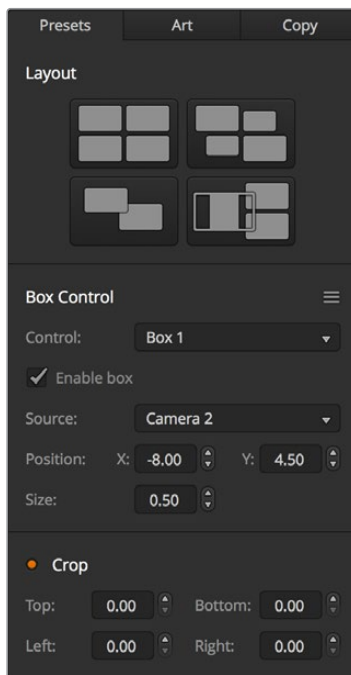 Presets Art Copy
Layout
Box Control
Control: Box 1
Enable box
Source: Camera 2
Position: X: -8.00 Y: 4.50
Size: 0.50
Crop
Top: 0.00 Bottom: 0.00
Left: 0.00 Right: 0.00